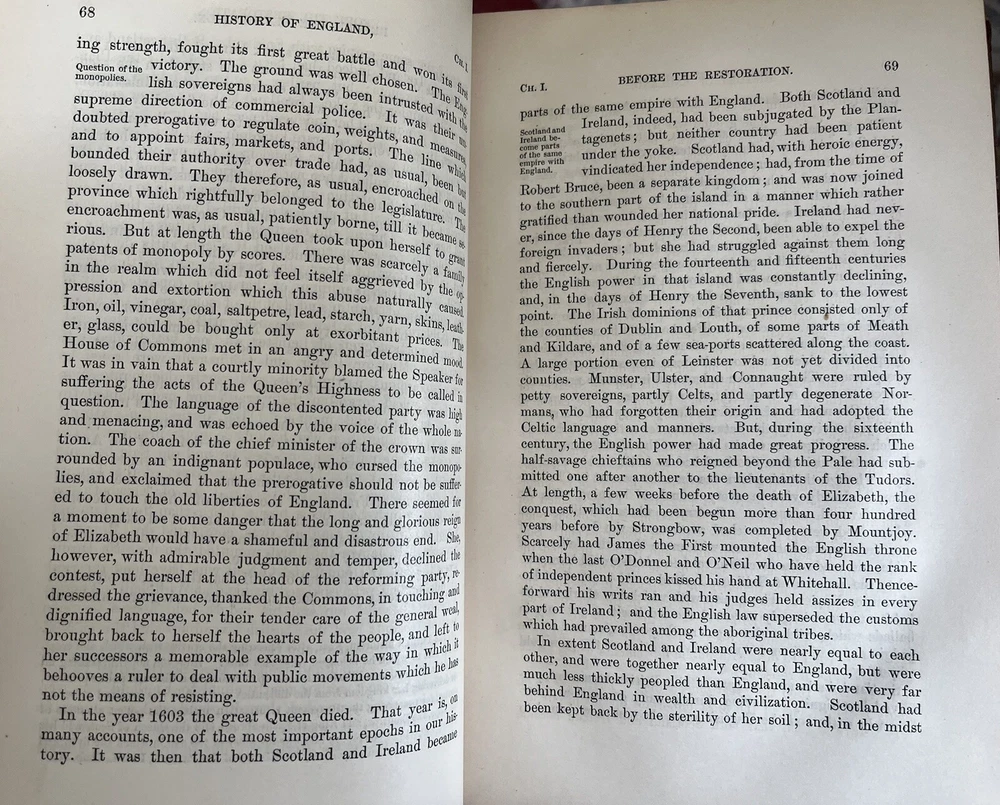 68
HISTORY OF ENGLAND,
CH. I.
ing strength, fought its first great battle and won its first
Question of the
monopolies.
victory. The ground was well chosen. The Eng-
lish sovereigns had always been intrusted with the
supreme direction of commercial police. It was their un-
doubted prerogative to regulate coin, weights, and measures,
and to appoint fairs, markets, and ports. The line which
bounded their authority over trade had, as usual, been but
loosely drawn. They therefore, as usual, encroached on the
province which rightfully belonged to the legislature. The
encroachment was, as usual, patiently borne, till it became se-
rious. But at length the Queen took upon herself to grant
patents of monopoly by scores. There was scarcely a family
in the realm which did not feel itself aggrieved by the op-
pression and extortion which this abuse naturally caused.
Iron, oil, vinegar, coal, saltpetre, lead, starch, yarn, skins, leath-
er, glass, could be bought only at exorbitant prices. The
House of Commons met in an angry and determined mood.
It was in vain that a courtly minority blamed the Speaker for
suffering the acts of the Queen's Highness to be called in
question. The language of the discontented party was high
and menacing, and was echoed by the voice of the whole na-
tion. The coach of the chief minister of the crown was sur-
rounded by an indignant populace, who cursed the monopo-
lies, and exclaimed that the prerogative should not be suffer-
ed to touch the old liberties of England. There seemed for
a moment to be some danger that the long and glorious reign
of Elizabeth would have a shameful and disastrous end. She,
however, with admirable judgment and temper, declined the
contest, put herself at the head of the reforming party, re-
dressed the grievance, thanked the Commons, in touching and
dignified language, for their tender care of the general weal,
brought back to herself the hearts of the people, and left to
her successors a memorable example of the way in which it
behooves a ruler to deal with public movements which he has
not the means of resisting.
In the year 1603 the great Queen died. That year is, on
many accounts, one of the most important epochs in our his-
tory. It was then that both Scotland and Ireland became
CH. I.
BEFORE THE RESTORATION.
69
parts of the same empire with England. Both Scotland and
Scotland and
Ireland be-
come parts
of the same
empire with
England.
Ireland, indeed, had been subjugated by the Plan-
tagenets; but neither country had been patient
under the yoke. Scotland had, with heroic energy,
vindicated her independence; had, from the time of
Robert Bruce, been a separate kingdom; and was now joined
to the southern part of the island in a manner which rather
gratified than wounded her national pride. Ireland had nev-
er, since the days of Henry the Second, been able to expel the
foreign invaders; but she had struggled against them long
and fiercely. During the fourteenth and fifteenth centuries
the English power in that island was constantly declining,
and, in the days of Henry the Seventh, sank to the lowest
point. The Irish dominions of that prince consisted only of
the counties of Dublin and Louth, of some parts of Meath
and Kildare, and of a few sea-ports scattered along the coast.
A large portion even of Leinster was not yet divided into
counties. Munster, Ulster, and Connaught were ruled by
petty sovereigns, partly Celts, and partly degenerate Nor-
mans, who had forgotten their origin and had adopted the
Celtic language and manners. But, during the sixteenth
century, the English power had made great progress. The
half-savage chieftains who reigned beyond the Pale had sub-
mitted one after another to the lieutenants of the Tudors.
At length, a few weeks before the death of Elizabeth, the
conquest, which had been begun more than four hundred
years before by Strongbow, was completed by Mountjoy.
Scarcely had James the First mounted the English throne
when the last O'Donnel and O'Neil who have held the rank
of independent princes kissed his hand at Whitehall. Thence-
forward his writs ran and his judges held assizes in every
part of Ireland; and the English law superseded the customs
which had prevailed among the aboriginal tribes.
In extent Scotland and Ireland were nearly equal to each
other, and were together nearly equal to England, but were
much less thickly peopled than England, and were very far
behind England in wealth and civilization. Scotland had
been kept back by the sterility of her soil; and, in the midst